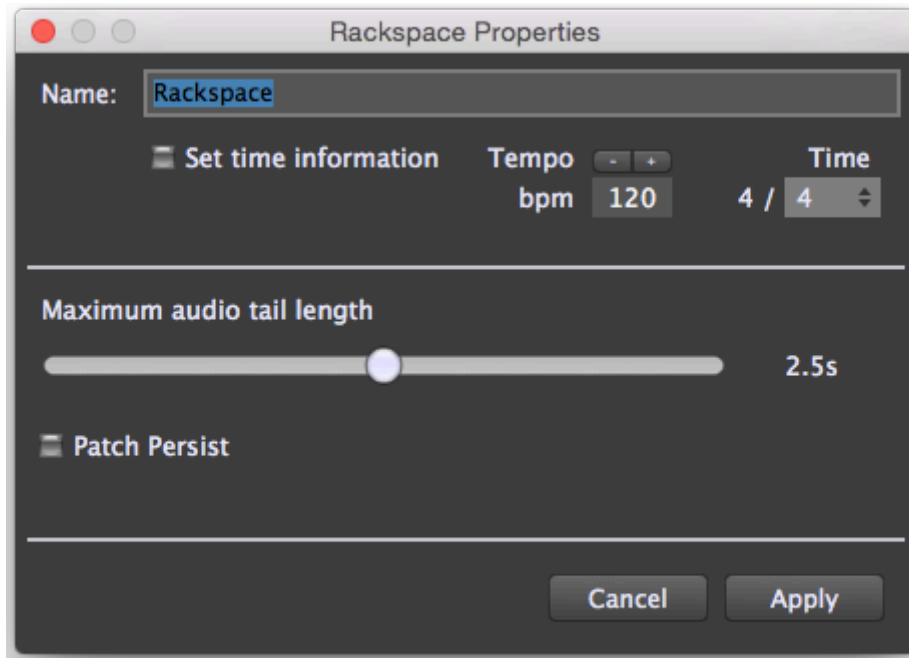 Rackspace Properties
Name: Rackspace
Set time information Tempo - + Time
bpm 120 4 / 4
Maximum audio tail length
2.5s
Patch Persist
Cancel Apply